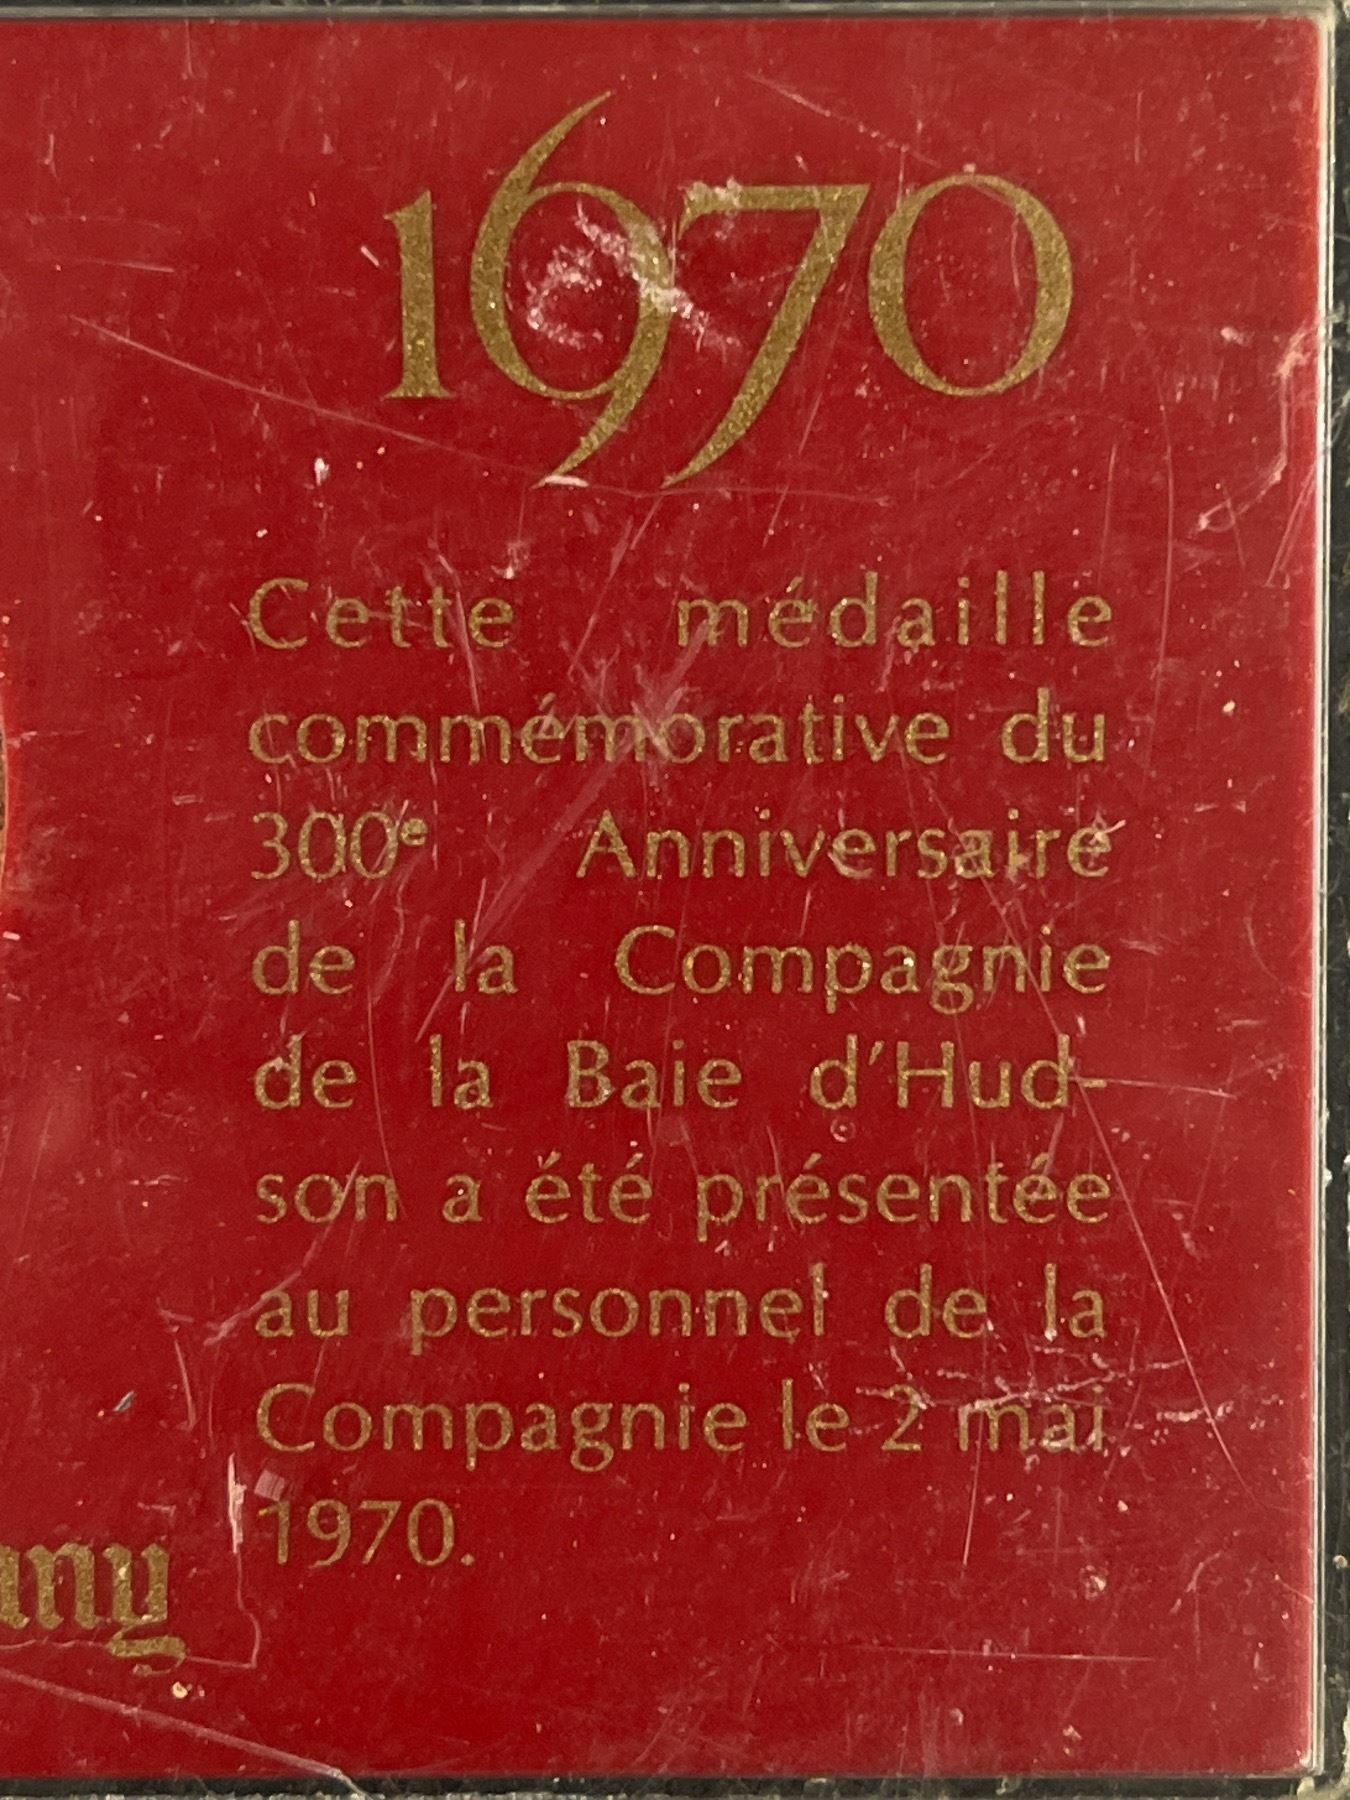 1670
Cette médaille
commémorative du
300e Anniversaire
de la Compagnie
de la Baie d'Hud-
son a été présentée
au personnel de la
Compagnie le 2 mai
1970.
any